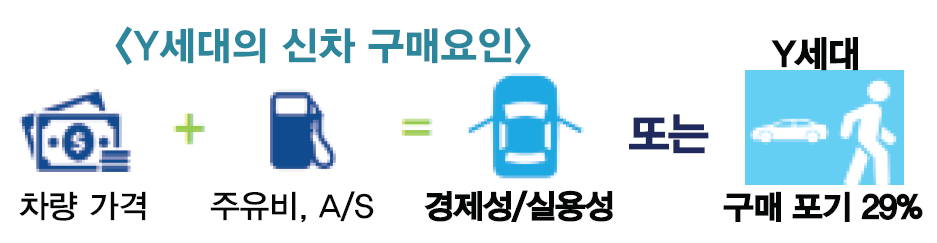 〈Y세대의 신차 구매요인〉
Y세대
$
+
=
또는
차량 가격
주유비, A/S
경제성/실용성
구매 포기 29%